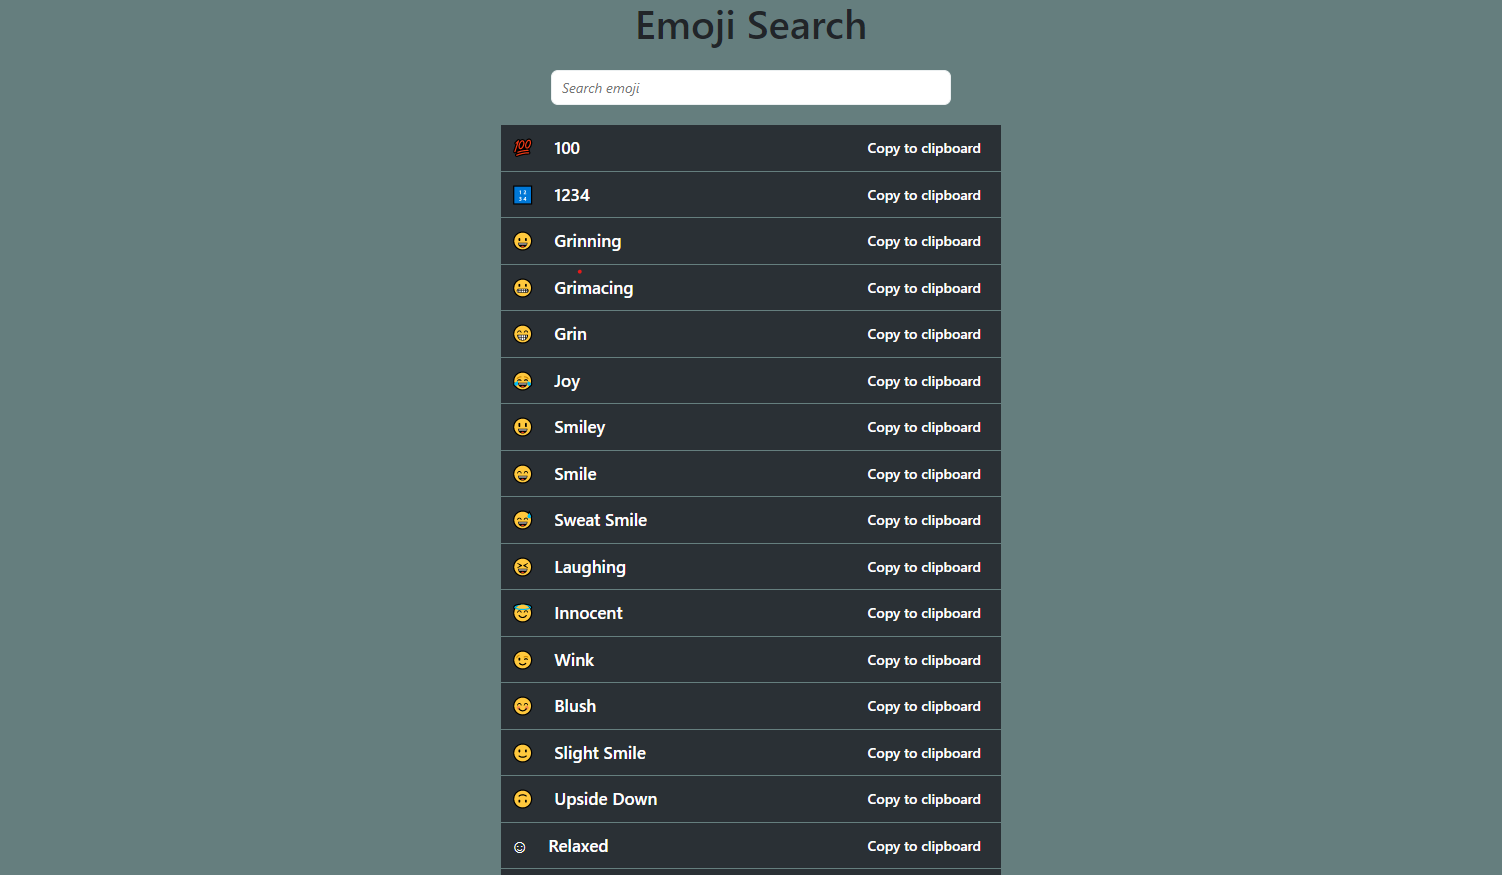 Emoji Search
Search emoji
💯 100 Copy to clipboard
🔢 1234 Copy to clipboard
😀 Grinning Copy to clipboard
😬 Grimacing Copy to clipboard
😁 Grin Copy to clipboard
😂 Joy Copy to clipboard
😃 Smiley Copy to clipboard
😄 Smile Copy to clipboard
😅 Sweat Smile Copy to clipboard
😆 Laughing Copy to clipboard
😇 Innocent Copy to clipboard
😉 Wink Copy to clipboard
😊 Blush Copy to clipboard
🙂 Slight Smile Copy to clipboard
🙃 Upside Down Copy to clipboard
☺ Relaxed Copy to clipboard